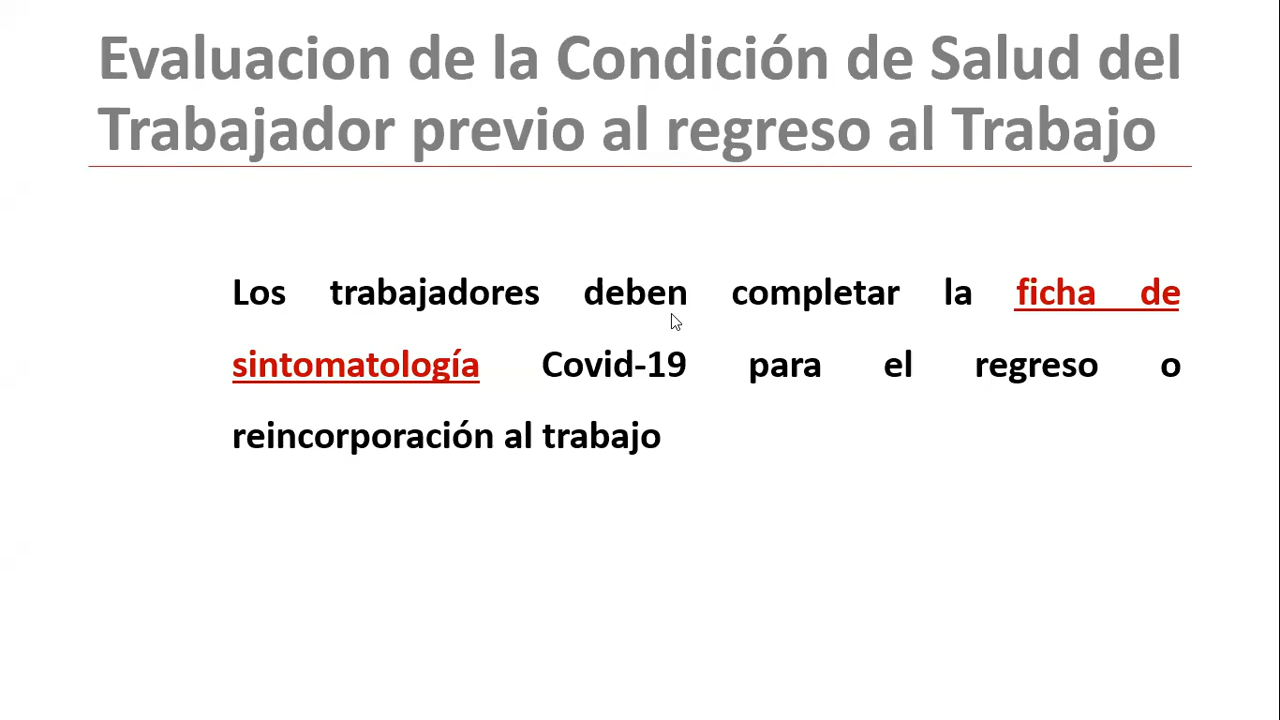 Evaluacion de la Condición de Salud del
Trabajador previo al regreso al Trabajo
Los trabajadores deben completar la ficha de
sintomatología Covid-19 para el regreso o
reincorporación al trabajo